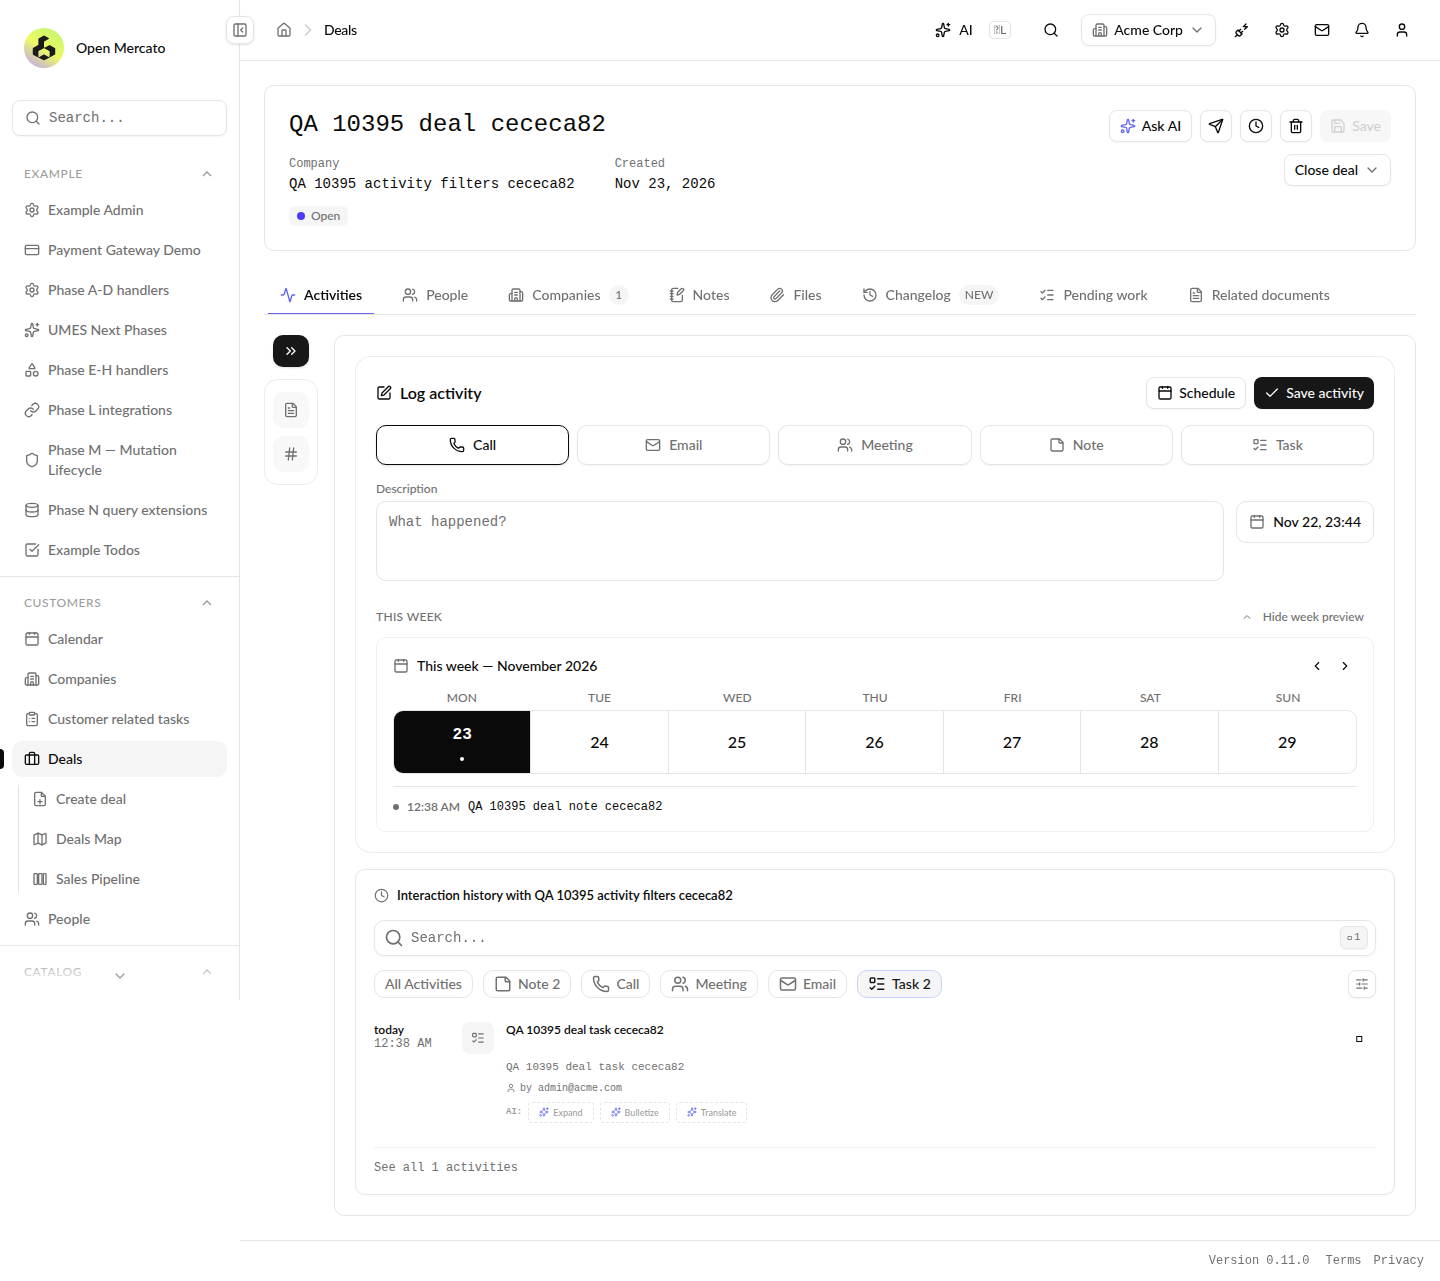 Open Mercato
Search...
EXAMPLE
Example Admin
Payment Gateway Demo
Phase A-D handlers
UMES Next Phases
Phase E-H handlers
Phase L integrations
Phase M — Mutation
Lifecycle
Phase N query extensions
Example Todos
CUSTOMERS
Calendar
Companies
Customer related tasks
Deals
Create deal
Deals Map
Sales Pipeline
People
CATALOG
Deals
AI
L
Acme Corp
QA 10395 deal cececa82
Ask AI
Save
Company
Created
QA 10395 activity filters cececa82
Nov 23, 2026
Close deal
Open
Activities
People
Companies 1
Notes
Files
Changelog NEW
Pending work
Related documents
Log activity
Schedule
Save activity
Call
Email
Meeting
Note
Task
Description
What happened?
Nov 22, 23:44
THIS WEEK
Hide week preview
This week — November 2026
MON TUE WED THU FRI SAT SUN
23 24 25 26 27 28 29
12:38 AM QA 10395 deal note cececa82
Interaction history with QA 10395 activity filters cececa82
Search...
1
All Activities
Note 2
Call
Meeting
Email
Task 2
today
12:38 AM
QA 10395 deal task cececa82
QA 10395 deal task cececa82
by admin@acme.com
AI: Expand Bulletize Translate
See all 1 activities
Version 0.11.0 Terms Privacy